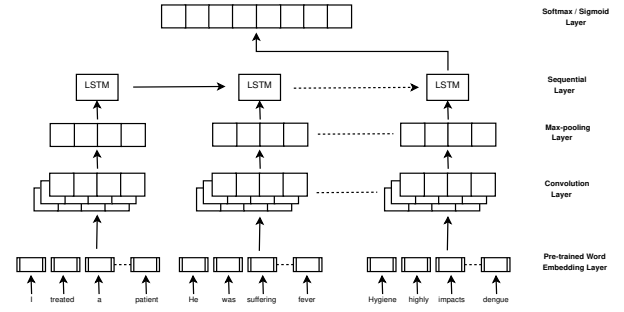 Softmax / Sigmoid
Layer
LSTM
LSTM
LSTM
Sequential
Layer
Max-pooling
Layer
Convolution
Layer
Pre-trained Word
Embedding Layer
I treated a patient He was suffering fever Hygiene highly impacts dengue